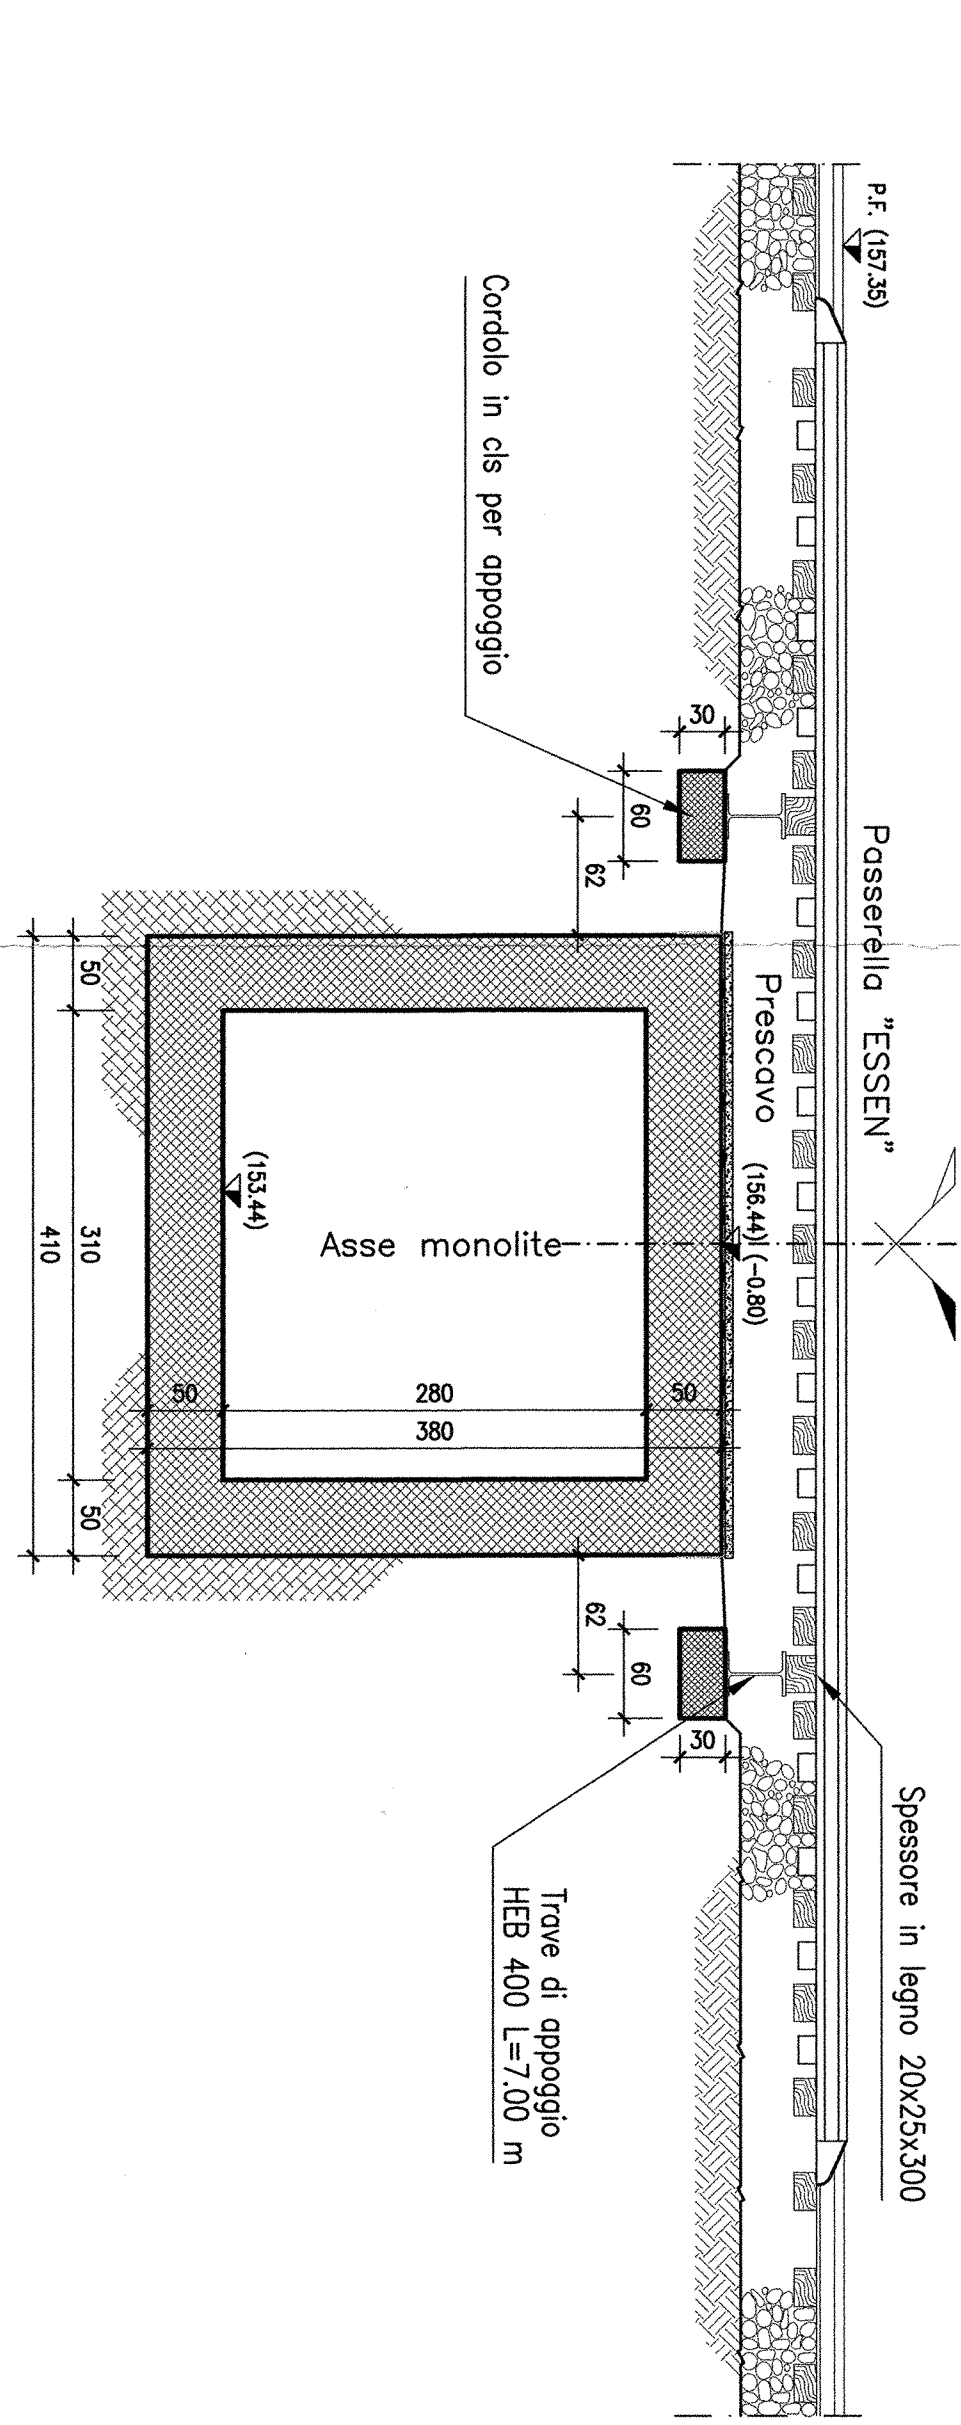 P.F. (157.35)
Passerella "ESSEN"
Spessore in legno 20x25x300
Prescavo
(156.44) (-0.80)
Cordolo in cls per appoggio
30
60
62
Asse monolite
(153.44)
50
280
50
380
62
60
30
Trave di appoggio
HEB 400 L=7.00 m
50
310
50
410